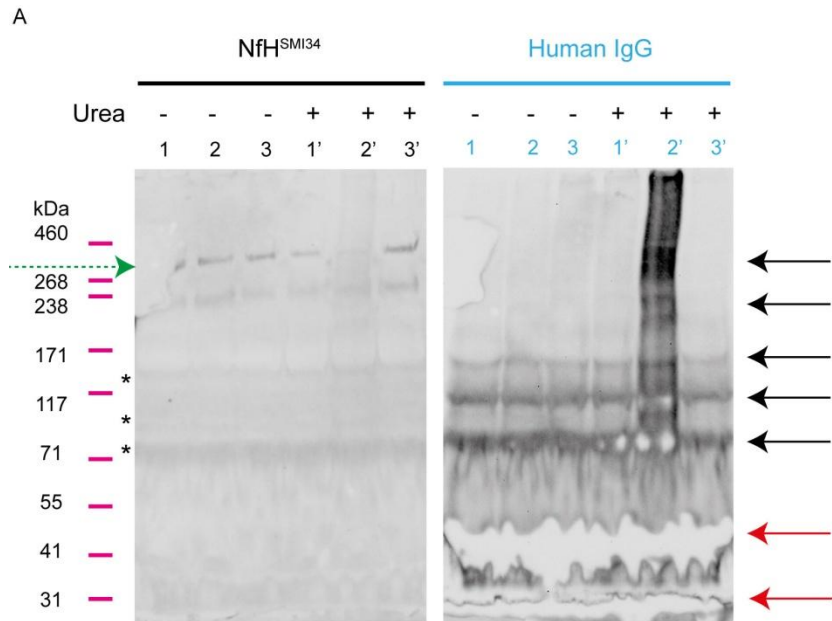 A
NfH^SMI34 Human IgG
Urea - - - + + + - - - + + +
1 2 3 1' 2' 3' 1 2 3 1' 2' 3'
kDa
460
268
238
171
*
117
*
71 *
55
41
31